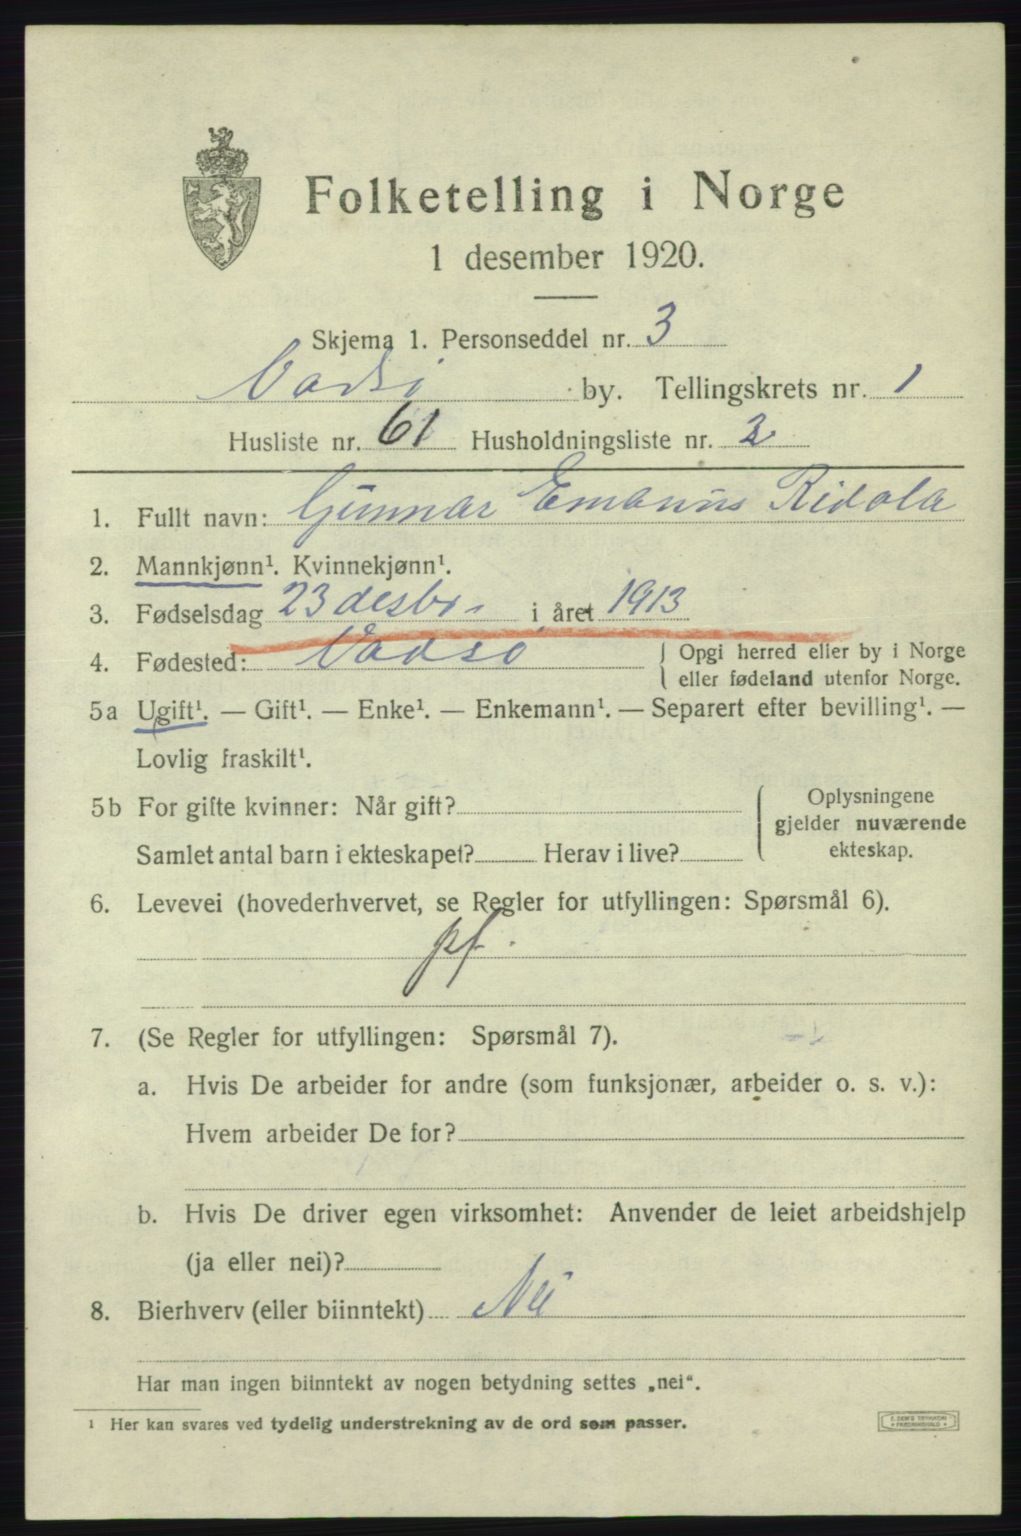 Folketelling i Norge
1 desember 1920.
Skjema 1. Personseddel nr. 3
Vadsø by. Tellingskrets nr. 1
Husliste nr. 61 Husholdningsliste nr. 2
1. Fullt navn: Gunnar Emanus Ridola
2. Mannkjønn¹. Kvinnekjønn¹.
3. Fødselsdag 23 desbr. i året 1913
4. Fødested: Vadsø { Opgi herred eller by i Norge
eller fødeland utenfor Norge.
5a Ugift¹. — Gift¹. — Enke¹. — Enkemann¹. — Separert efter bevilling¹. —
Lovlig fraskilt¹.
5b For gifte kvinner: Når gift? { Oplysningene
gjelder nuværende
Samlet antal barn i ekteskapet? Herav i live? ekteskap.
6. Levevei (hovederhvervet, se Regler for utfyllingen: Spørsmål 6).
pf.
7. (Se Regler for utfyllingen: Spørsmål 7).
a. Hvis De arbeider for andre (som funksjonær, arbeider o. s. v.):
Hvem arbeider De for?
b. Hvis De driver egen virksomhet: Anvender de leiet arbeidshjelp
(ja eller nei)?
8. Bierhverv (eller biinntekt) Nei
Har man ingen biinntekt av nogen betydning settes „nei“.
¹ Her kan svares ved tydelig understrekning av de ord som passer.